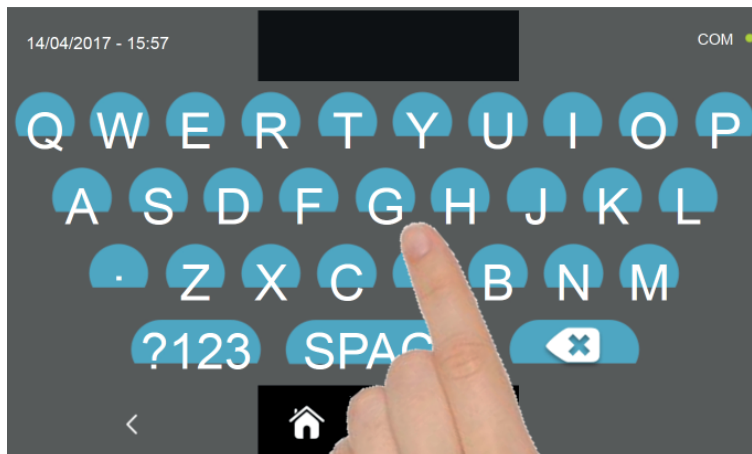 14/04/2017 - 15:57 COM
Q W E R T Y U I O P
A S D F G H J K L
. Z X C B N M
?123 SPAC